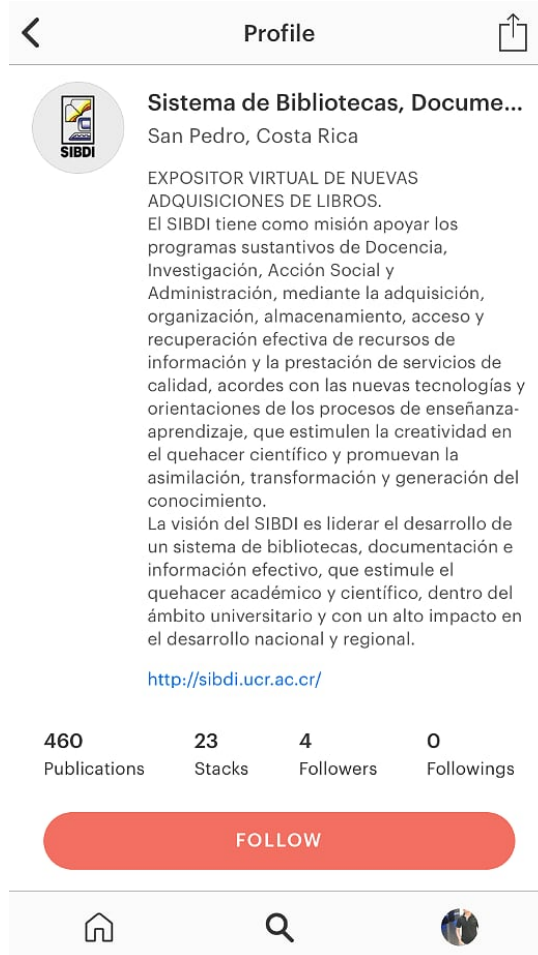 Profile
SIBDI
Sistema de Bibliotecas, Docume...
San Pedro, Costa Rica
EXPOSITOR VIRTUAL DE NUEVAS
ADQUISICIONES DE LIBROS.
El SIBDI tiene como misión apoyar los
programas sustantivos de Docencia,
Investigación, Acción Social y
Administración, mediante la adquisición,
organización, almacenamiento, acceso y
recuperación efectiva de recursos de
información y la prestación de servicios de
calidad, acordes con las nuevas tecnologías y
orientaciones de los procesos de enseñanza-
aprendizaje, que estimulen la creatividad en
el quehacer científico y promuevan la
asimilación, transformación y generación del
conocimiento.
La visión del SIBDI es liderar el desarrollo de
un sistema de bibliotecas, documentación e
información efectivo, que estimule el
quehacer académico y científico, dentro del
ámbito universitario y con un alto impacto en
el desarrollo nacional y regional.
http://sibdi.ucr.ac.cr/
460 23 4 0
Publications Stacks Followers Followings
FOLLOW